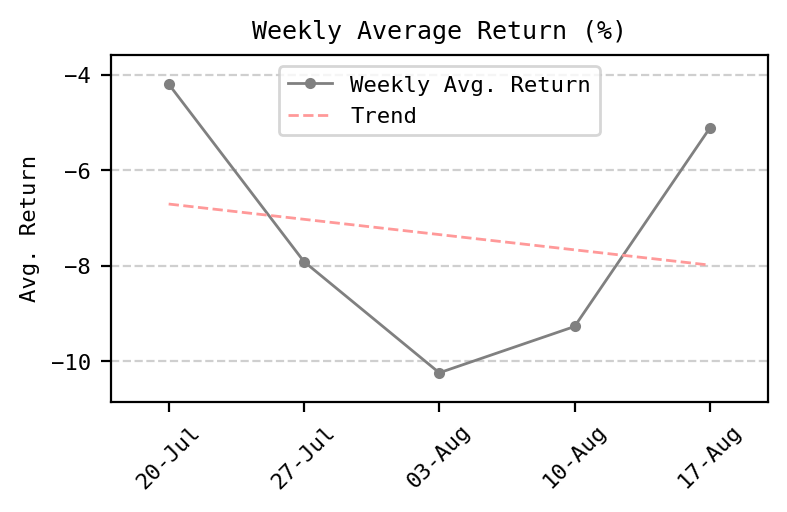 Weekly Average Return (%)
Weekly Avg. Return
Trend
Avg. Return
−4
−6
−8
−10
20-Jul
27-Jul
03-Aug
10-Aug
17-Aug